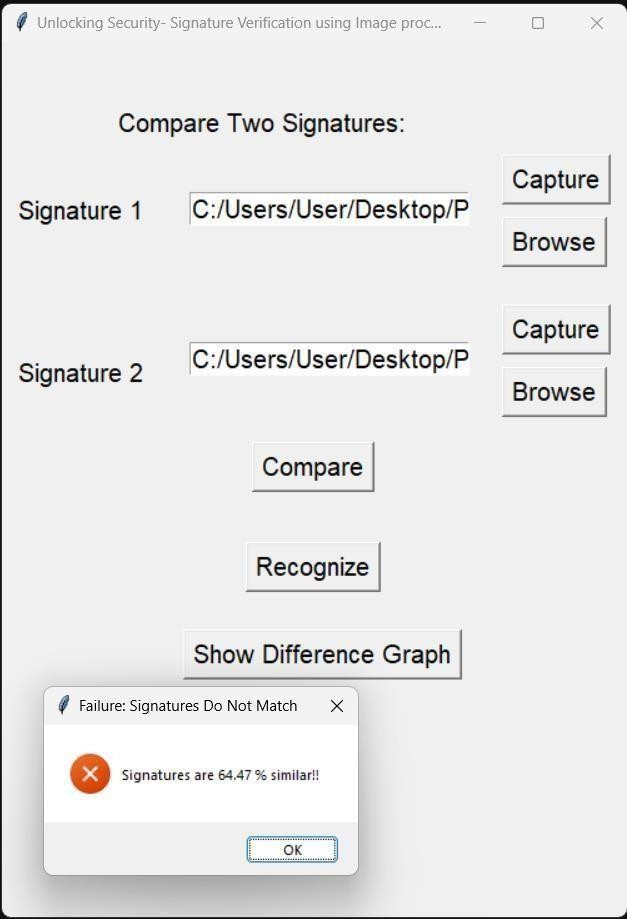 Unlocking Security- Signature Verification using Image proc...
Compare Two Signatures:
Capture
Signature 1 C:/Users/User/Desktop/P
Browse
Capture
Signature 2 C:/Users/User/Desktop/P
Browse
Compare
Recognize
Show Difference Graph
Failure: Signatures Do Not Match
Signatures are 64.47 % similar!!
OK